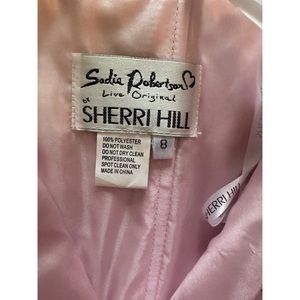 Sadie Robertson
Live Original
by
SHERRI HILL
8
100% POLYESTER
DO NOT WASH
DO NOT DRY CLEAN
PROFESSIONAL
SPOT CLEAN ONLY
MADE IN CHINA
SHERRI HILL